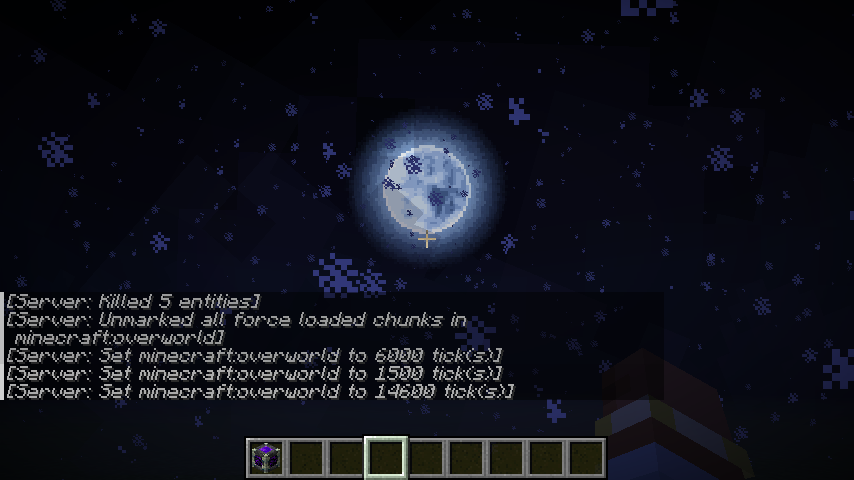 [Server: Killed 5 entities]
[Server: Unmarked all force loaded chunks in
minecraft:overworld]
[Server: Set minecraft:overworld to 6000 tick(s)]
[Server: Set minecraft:overworld to 1500 tick(s)]
[Server: Set minecraft:overworld to 14600 tick(s)]